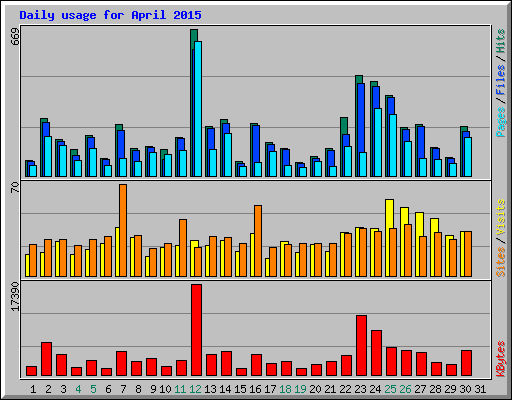 Daily usage for April 2015
669
Pages / Files / Hits
70
Sites / Visits
17390
KBytes
1 2 3 4 5 6 7 8 9 10 11 12 13 14 15 16 17 18 19 20 21 22 23 24 25 26 27 28 29 30 31